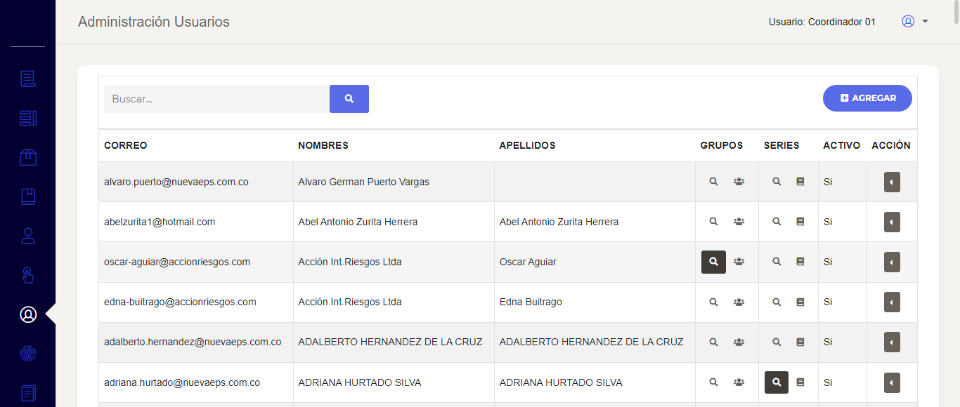 Administración Usuarios
Usuario: Coordinador 01
Buscar...
AGREGAR
CORREO NOMBRES APELLIDOS GRUPOS SERIES ACTIVO ACCIÓN
alvaro.puerto@nuevaeps.com.co Alvaro German Puerto Vargas Si
abelzurita1@hotmail.com Abel Antonio Zurita Herrera Abel Antonio Zurita Herrera Si
oscar-aguiar@accionriesgos.com Acción Int.Riesgos Ltda Oscar Aguiar Si
edna-buitrago@accionriesgos.com Acción Int.Riesgos Ltda Edna Buitrago Si
adalberto.hernandez@nuevaeps.com.co ADALBERTO HERNANDEZ DE LA CRUZ ADALBERTO HERNANDEZ DE LA CRUZ Si
adriana.hurtado@nuevaeps.com.co ADRIANA HURTADO SILVA ADRIANA HURTADO SILVA Si